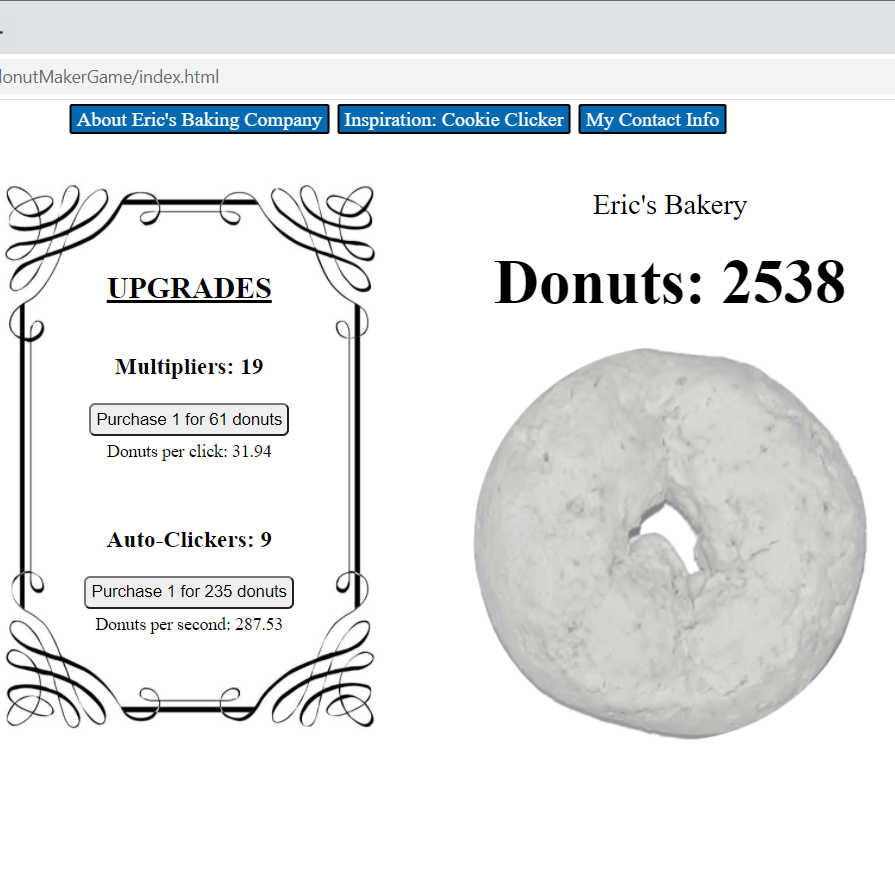 onutMakerGame/index.html
About Eric's Baking Company Inspiration: Cookie Clicker My Contact Info
Eric's Bakery
Donuts: 2538
UPGRADES
Multipliers: 19
Purchase 1 for 61 donuts
Donuts per click: 31.94
Auto-Clickers: 9
Purchase 1 for 235 donuts
Donuts per second: 287.53